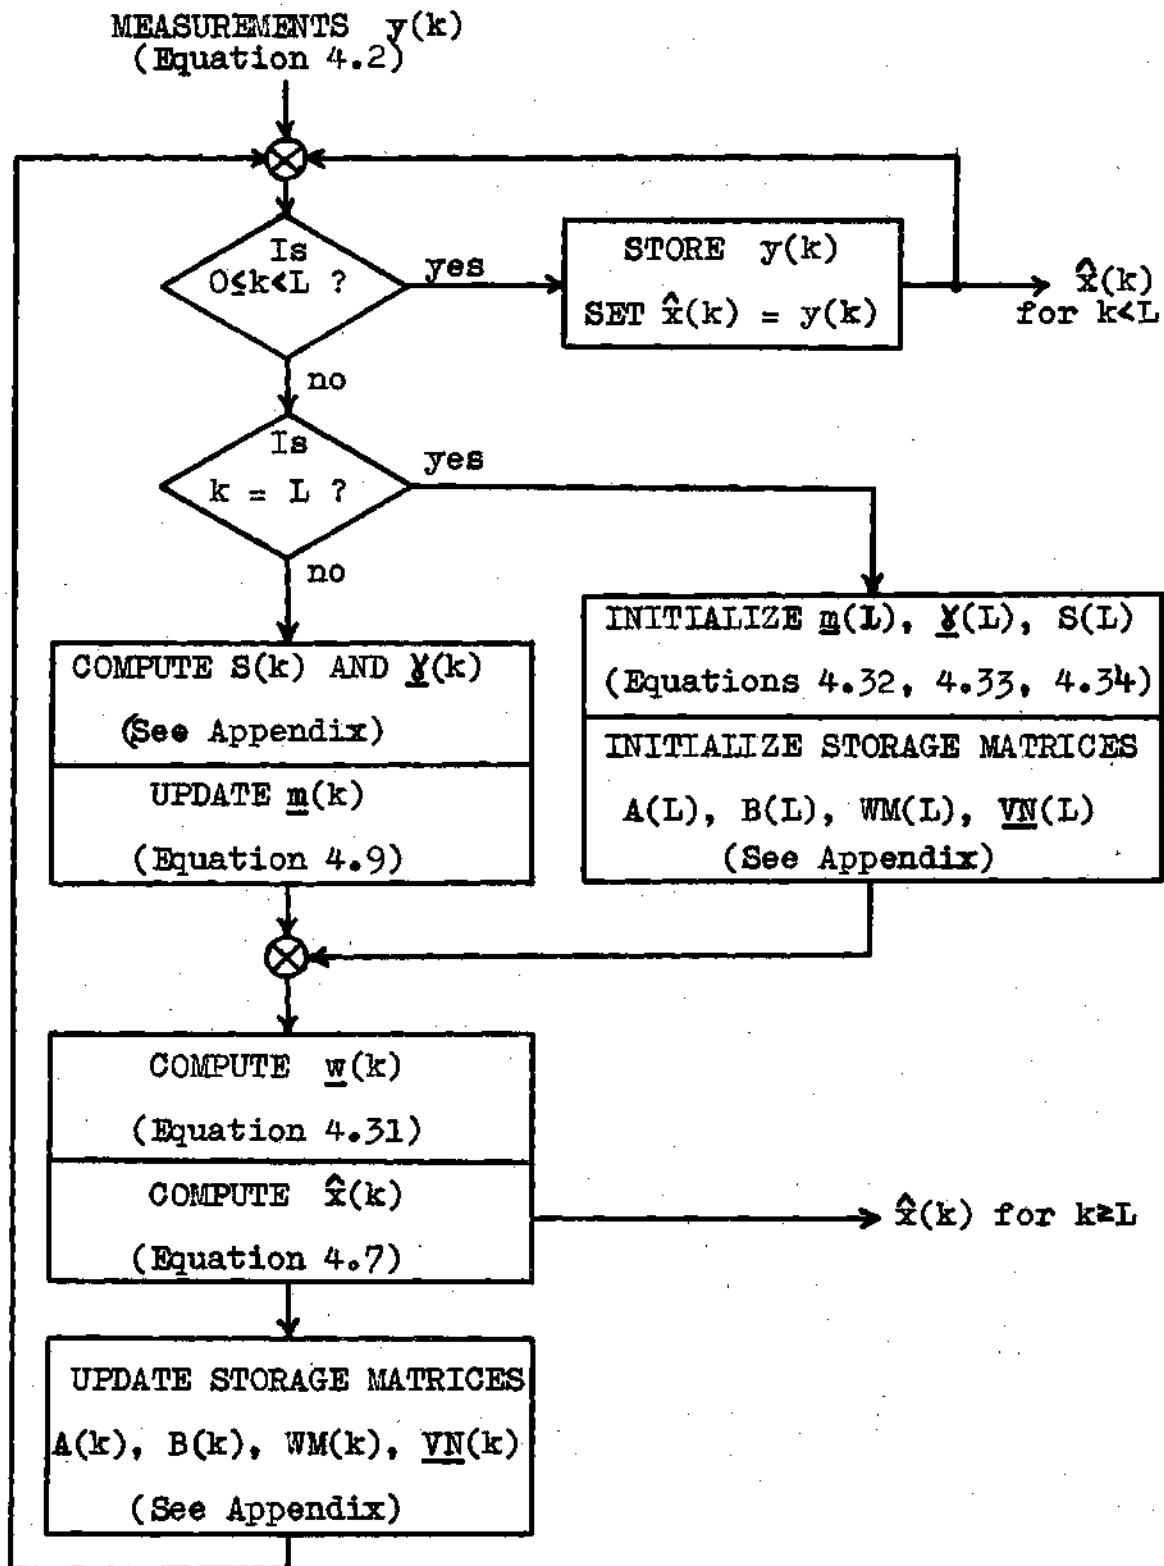 MEASUREMENTS y(k)
(Equation 4.2)
Is
0≤k<L ?
yes
STORE y(k)
SET x̂(k) = y(k)
x̂(k)
for k<L
no
Is
k = L ?
yes
no
INITIALIZE m(L), γ(L), S(L)
(Equations 4.32, 4.33, 4.34)
INITIALIZE STORAGE MATRICES
A(L), B(L), WM(L), VN(L)
(See Appendix)
COMPUTE S(k) AND γ(k)
(See Appendix)
UPDATE m(k)
(Equation 4.9)
COMPUTE w(k)
(Equation 4.31)
COMPUTE x̂(k)
(Equation 4.7)
x̂(k) for k≥L
UPDATE STORAGE MATRICES
A(k), B(k), WM(k), VN(k)
(See Appendix)